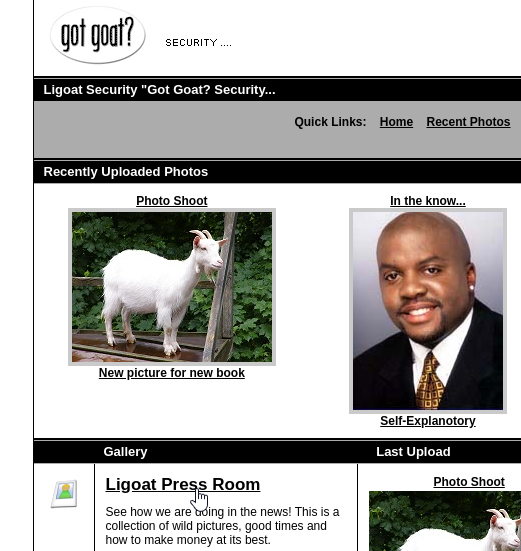 got goat?
SECURITY ....
Ligoat Security "Got Goat? Security...
Quick Links: Home Recent Photos
Recently Uploaded Photos
Photo Shoot
In the know...
New picture for new book
Self-Explanatory
Gallery
Last Upload
Ligoat Press Room
Photo Shoot
See how we are doing in the news! This is a
collection of wild pictures, good times and
how to make money at its best.